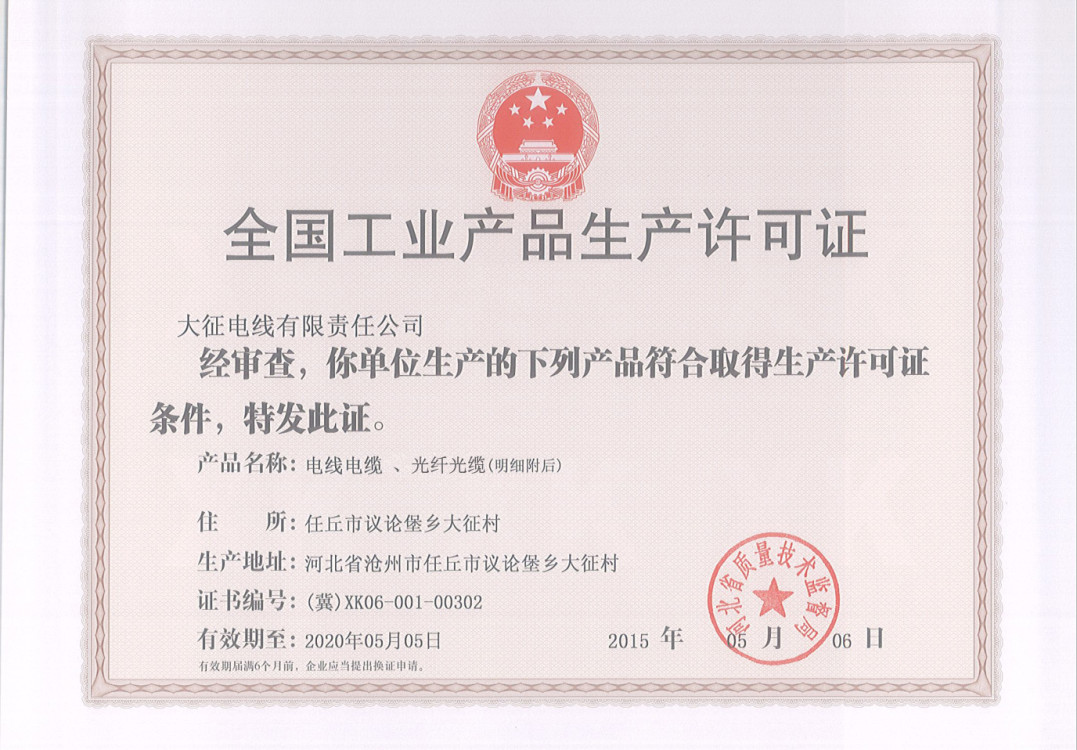 全国工业产品生产许可证
大征电线有限责任公司
经审查，你单位生产的下列产品符合取得生产许可证
条件，特发此证。
产品名称：电线电缆 、光纤光缆(明细附后)
住 所：任丘市议论堡乡大征村
生产地址：河北省沧州市任丘市议论堡乡大征村
证书编号：(冀)XK06-001-00302
有效期至：2020年05月05日
2015 年 05 月 06 日
有效期届满6个月前，企业应当提出换证申请。
河北省质量技术监督局